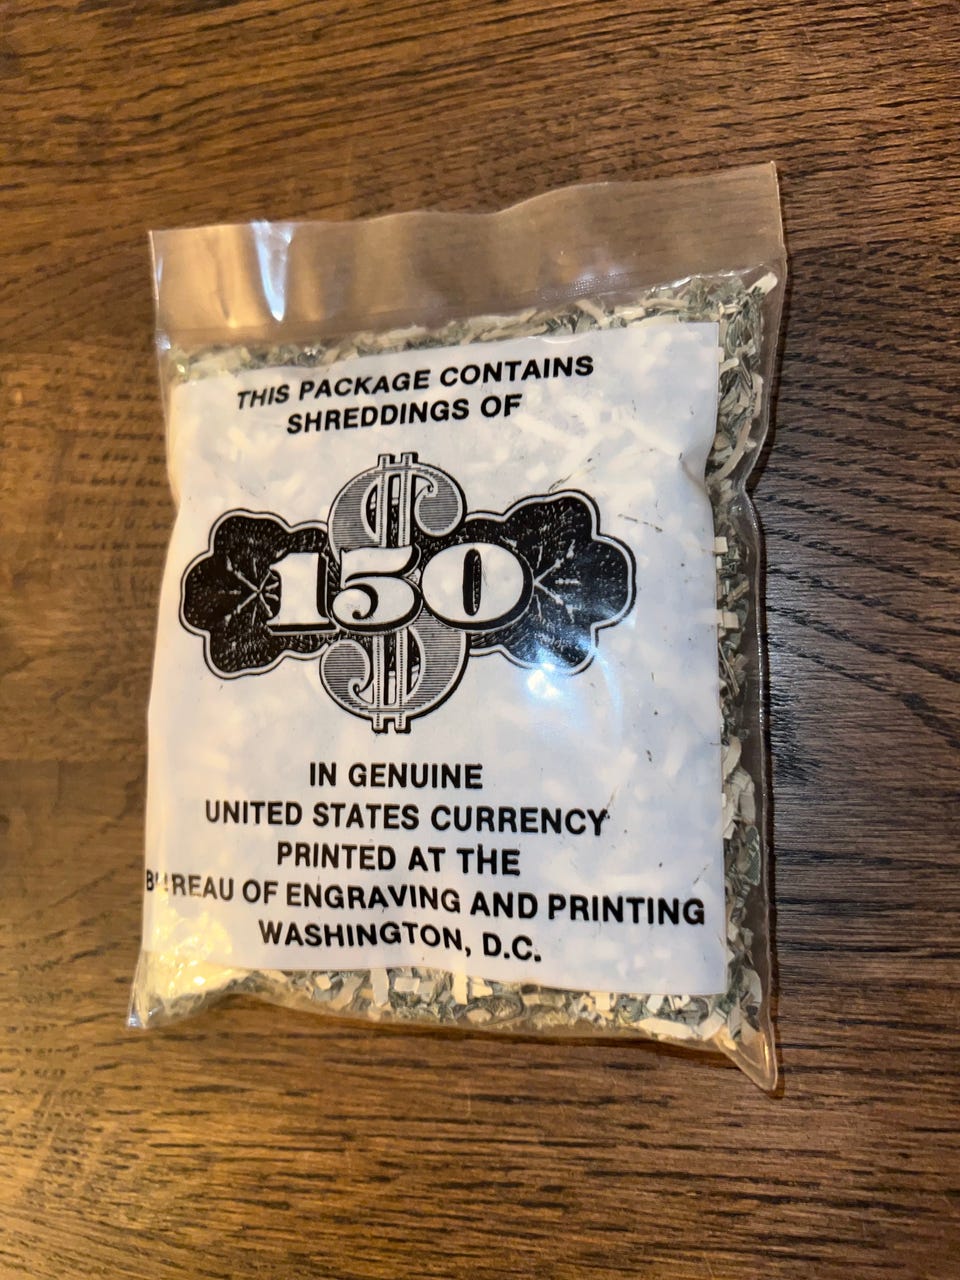 THIS PACKAGE CONTAINS
SHREDDINGS OF
$
150
IN GENUINE
UNITED STATES CURRENCY
PRINTED AT THE
BUREAU OF ENGRAVING AND PRINTING
WASHINGTON, D.C.